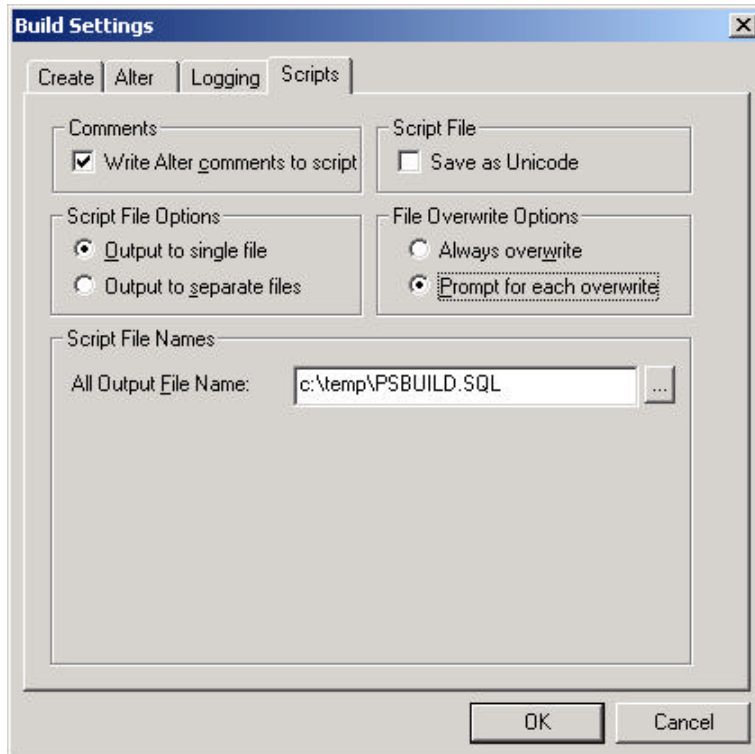 Build Settings
Create Alter Logging Scripts
Comments
Write Alter comments to script
Script File
Save as Unicode
Script File Options
Output to single file
Output to separate files
File Overwrite Options
Always overwrite
Prompt for each overwrite
Script File Names
All Output File Name: c:\temp\PSBUILD.SQL ...
OK Cancel